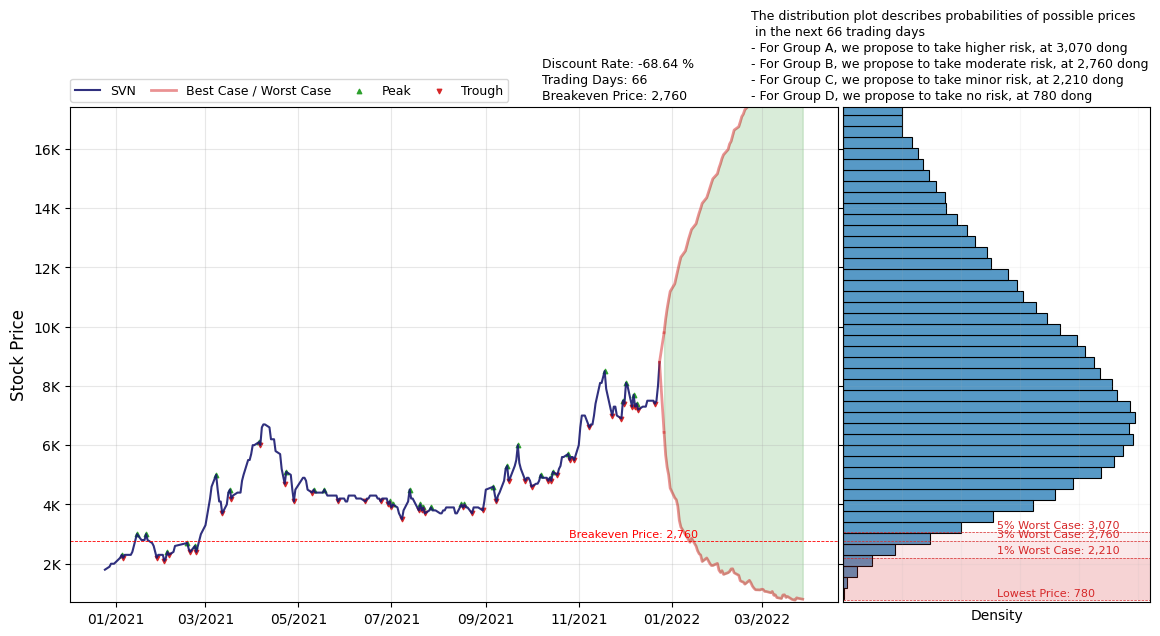 The distribution plot describes probabilities of possible prices
in the next 66 trading days
- For Group A, we propose to take higher risk, at 3,070 dong
- For Group B, we propose to take moderate risk, at 2,760 dong
- For Group C, we propose to take minor risk, at 2,210 dong
- For Group D, we propose to take no risk, at 780 dong
Discount Rate: -68.64 %
Trading Days: 66
Breakeven Price: 2,760
SVN Best Case / Worst Case Peak Trough
Stock Price
16K
14K
12K
10K
8K
6K
4K
2K
Breakeven Price: 2,760
5% Worst Case: 3,070
3% Worst Case: 2,760
1% Worst Case: 2,210
Lowest Price: 780
01/2021 03/2021 05/2021 07/2021 09/2021 11/2021 01/2022 03/2022
Density